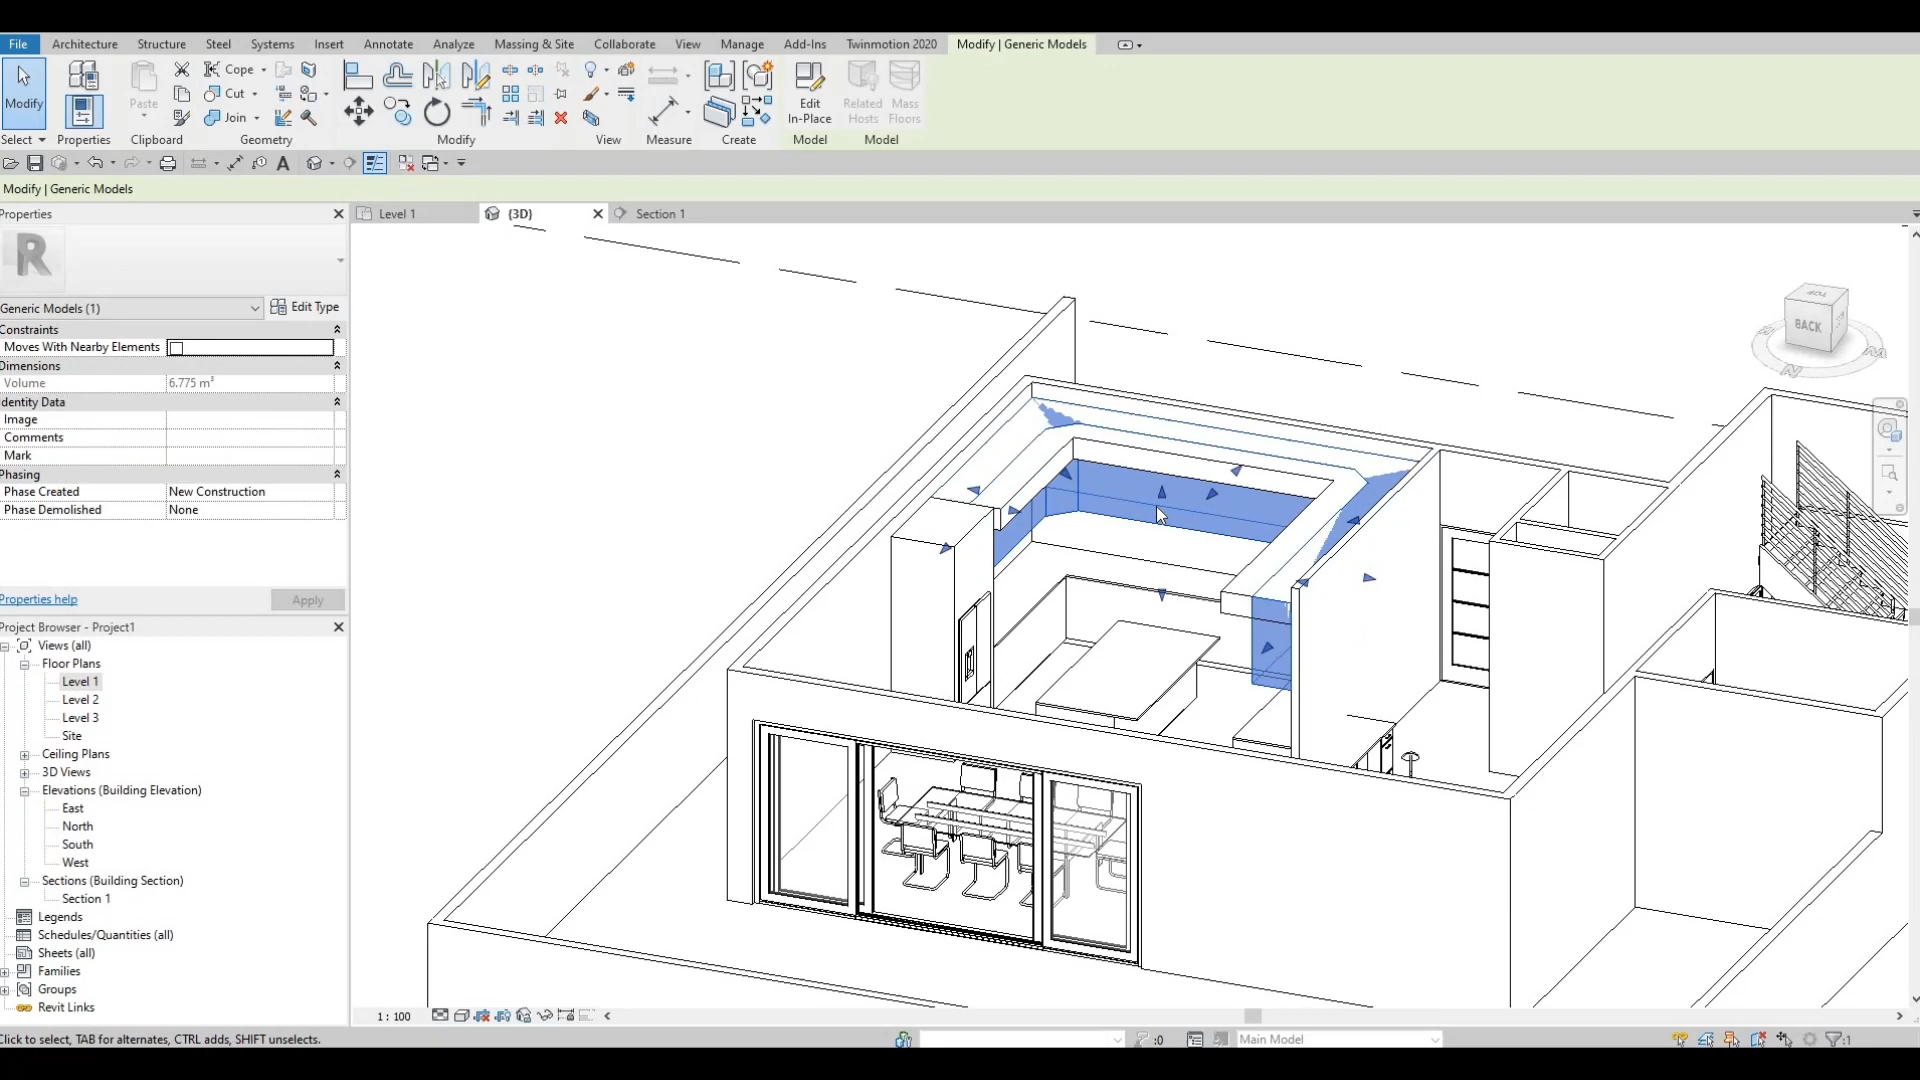 File Architecture Structure Steel Systems Insert Annotate Analyze Massing & Site Collaborate View Manage Add-Ins Twinmotion 2020 Modify | Generic Models
Modify
Paste
Cope
Cut
Join
Edit In-Place
Related Hosts
Mass Floors
Select Properties Clipboard Geometry Modify View Measure Create Model Model
Modify | Generic Models
Properties
Level 1
{3D}
Section 1
R
Generic Models (1)
Edit Type
Constraints
Moves With Nearby Elements
Dimensions
Volume 6.775 m³
Identity Data
Image
Comments
Mark
Phasing
Phase Created New Construction
Phase Demolished None
Properties help
Apply
Project Browser - Project1
Views (all)
Floor Plans
Level 1
Level 2
Level 3
Site
Ceiling Plans
3D Views
Elevations (Building Elevation)
East
North
South
West
Sections (Building Section)
Section 1
Legends
Schedules/Quantities (all)
Sheets (all)
Families
Groups
Revit Links
TOP
BACK
N
1 : 100
Click to select, TAB for alternates, CTRL adds, SHIFT unselects.
:0
Main Model
:1